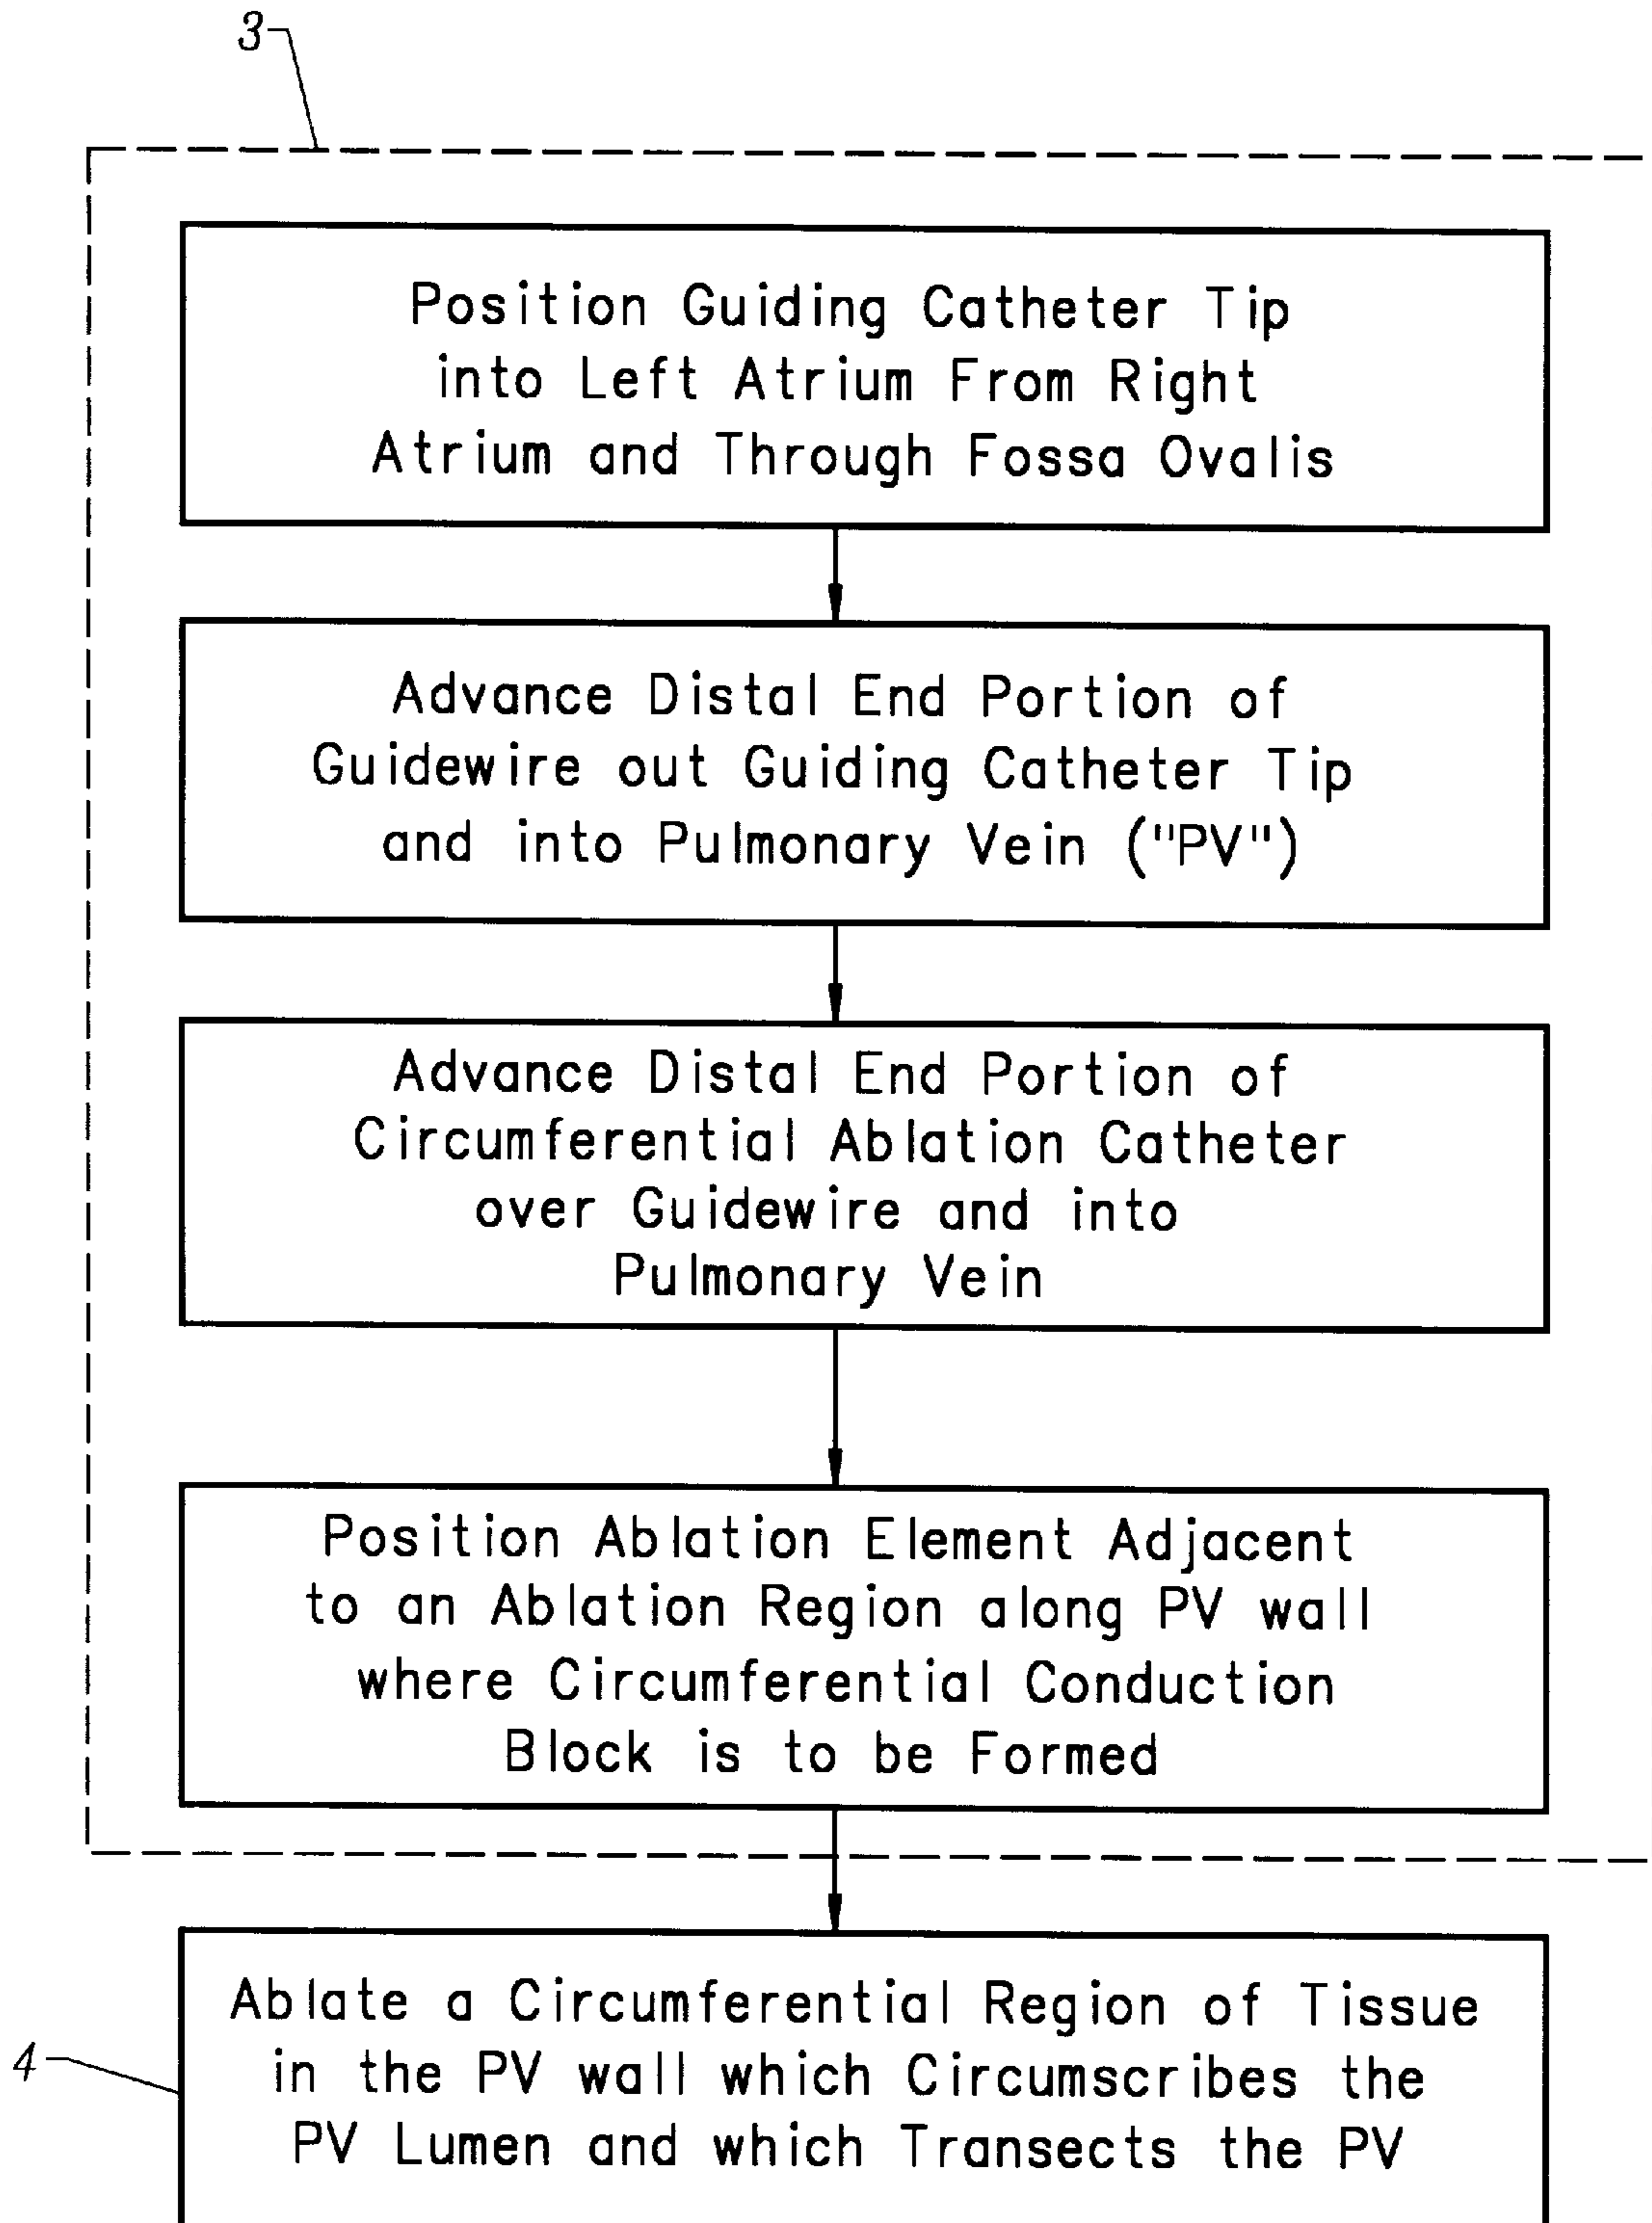 3
Position Guiding Catheter Tip
into Left Atrium From Right
Atrium and Through Fossa Ovalis
Advance Distal End Portion of
Guidewire out Guiding Catheter Tip
and into Pulmonary Vein ("PV")
Advance Distal End Portion of
Circumferential Ablation Catheter
over Guidewire and into
Pulmonary Vein
Position Ablation Element Adjacent
to an Ablation Region along PV wall
where Circumferential Conduction
Block is to be Formed
4
Ablate a Circumferential Region of Tissue
in the PV wall which Circumscribes the
PV Lumen and which Transects the PV